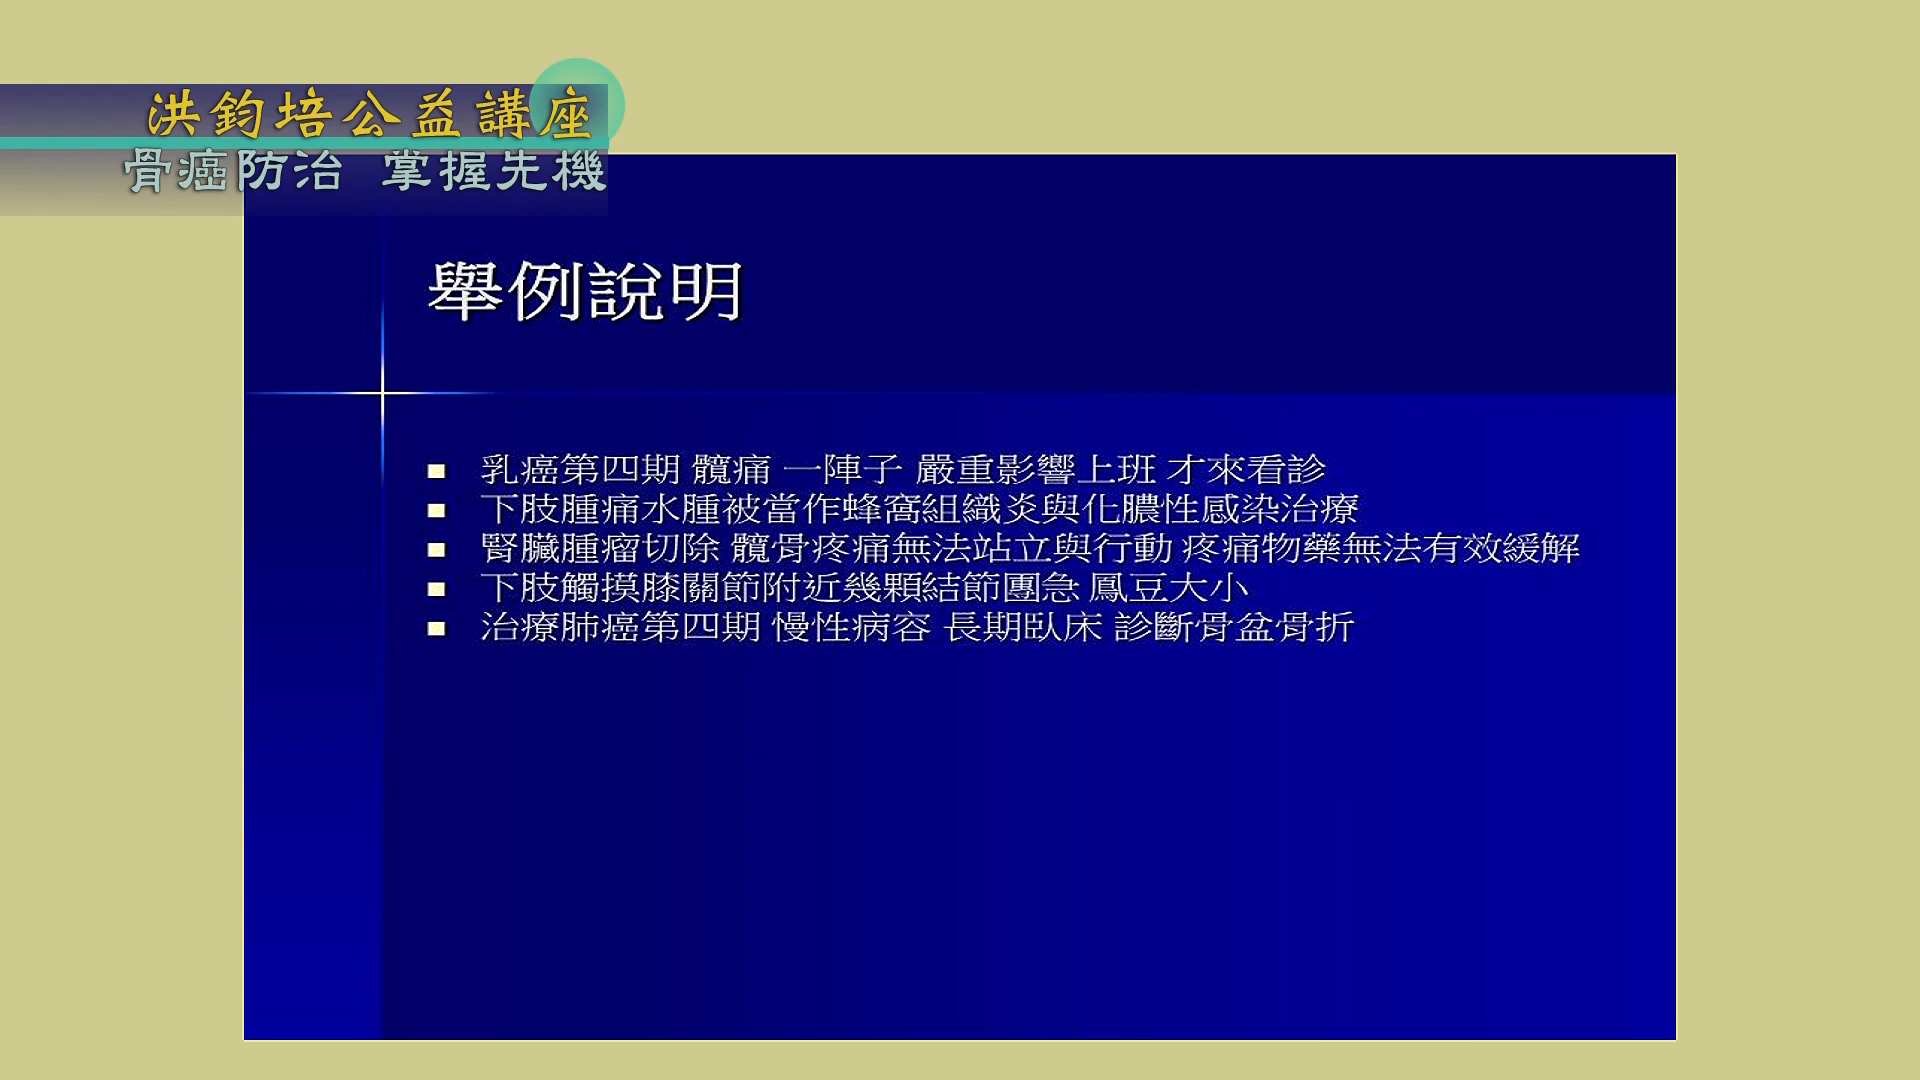 洪鈞培公益講座
骨癌防治 掌握先機
舉例說明
乳癌第四期 髖痛 一陣子 嚴重影響上班 才來看診
下肢腫痛水腫被當作蜂窩組織炎與化膿性感染治療
腎臟腫瘤切除 髖骨疼痛無法站立與行動 疼痛物藥無法有效緩解
下肢觸摸膝關節附近幾顆結節團急 鳳豆大小
治療肺癌第四期 慢性病容 長期臥床 診斷骨盆骨折